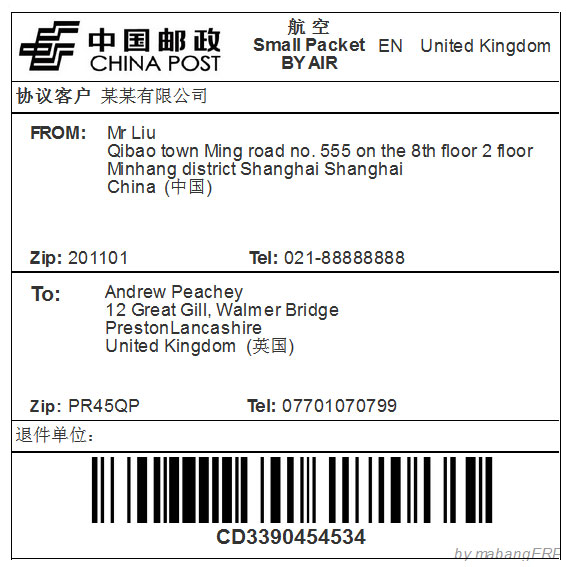 中国邮政
CHINA POST
航 空
Small Packet
BY AIR
EN United Kingdom
协议客户 某某有限公司
FROM: Mr Liu
Qibao town Ming road no. 555 on the 8th floor 2 floor
Minhang district Shanghai Shanghai
China (中国)
Zip: 201101 Tel: 021-88888888
To: Andrew Peachey
12 Great Gill, Walmer Bridge
PrestonLancashire
United Kingdom (英国)
Zip: PR45QP Tel: 07701070799
退件单位:
CD3390454534
by mabangERP